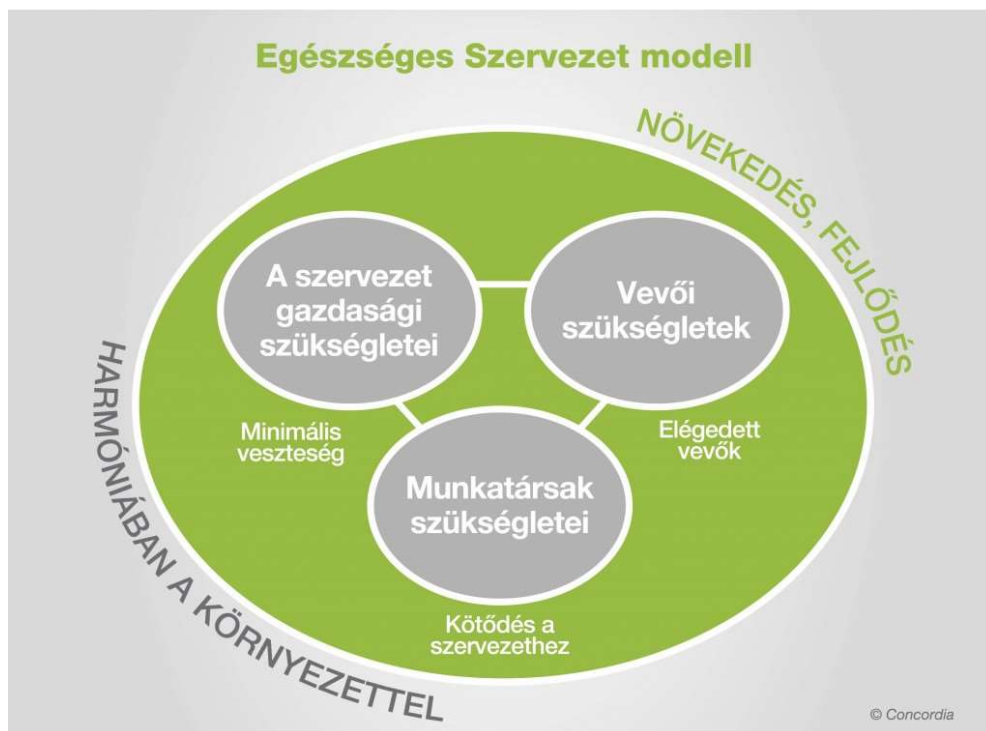 Egészséges Szervezet modell
NÖVEKEDÉS, FEJLŐDÉS
A szervezet
gazdasági
szükségletei
Vevői
szükségletek
Minimális
veszteség
Elégedett
vevők
Munkatársak
szükségletei
Kötődés a
szervezethez
HARMÓNIÁBAN A KÖRNYEZETTEL
© Concordia